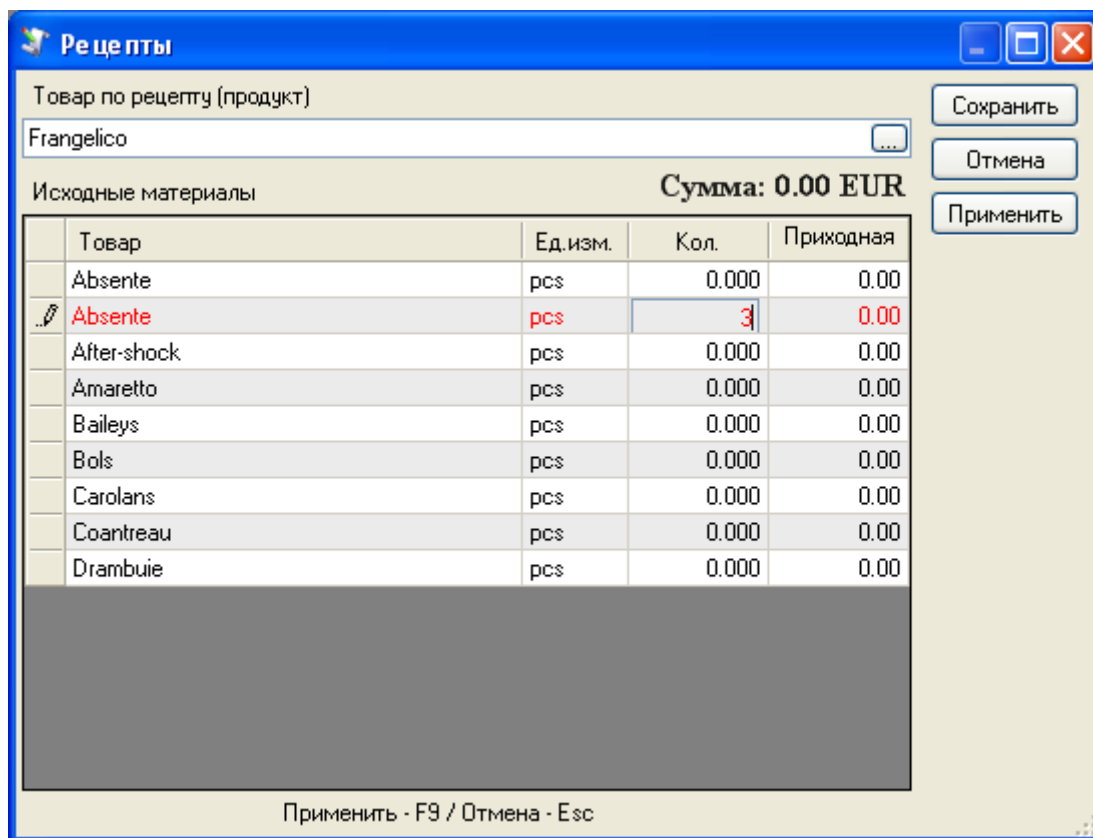 Рецепты
Товар по рецепту (продукт)
Сохранить
Frangelico ...
Отмена
Исходные материалы Сумма: 0.00 EUR
Применить
Товар Ед.изм. Кол. Приходная
Absente pcs 0.000 0.00
Absente pcs 3 0.00
After-shock pcs 0.000 0.00
Amaretto pcs 0.000 0.00
Baileys pcs 0.000 0.00
Bols pcs 0.000 0.00
Carolans pcs 0.000 0.00
Coantreau pcs 0.000 0.00
Drambuie pcs 0.000 0.00
Применить - F9 / Отмена - Esc